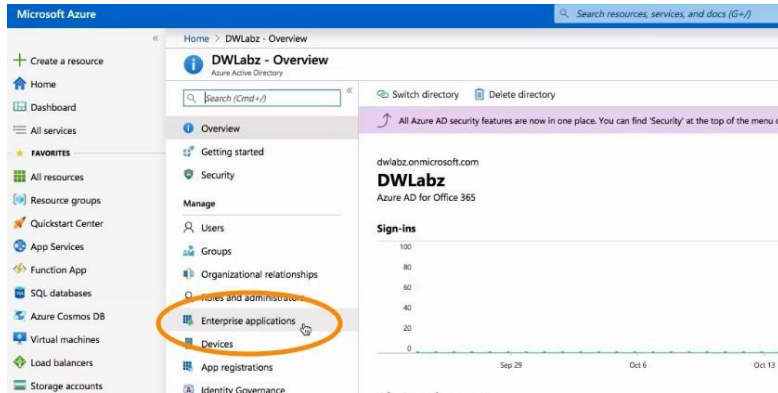 Microsoft Azure
Search resources, services, and docs (G+/)
Create a resource
Home
Dashboard
All services
FAVORITES
All resources
Resource groups
Quickstart Center
App Services
Function App
SQL databases
Azure Cosmos DB
Virtual machines
Load balancers
Storage accounts
Home > DWLabz - Overview
DWLabz - Overview
Azure Active Directory
Search (Cmd+/)
Overview
Getting started
Security
Manage
Users
Groups
Organizational relationships
Roles and administrators
Enterprise applications
Devices
App registrations
Identity Governance
Switch directory Delete directory
All Azure AD security features are now in one place. You can find 'Security' at the top of the menu
dwlabz.onmicrosoft.com
DWLabz
Azure AD for Office 365
Sign-ins
100
80
60
40
20
0
Sep 29 Oct 6 Oct 13